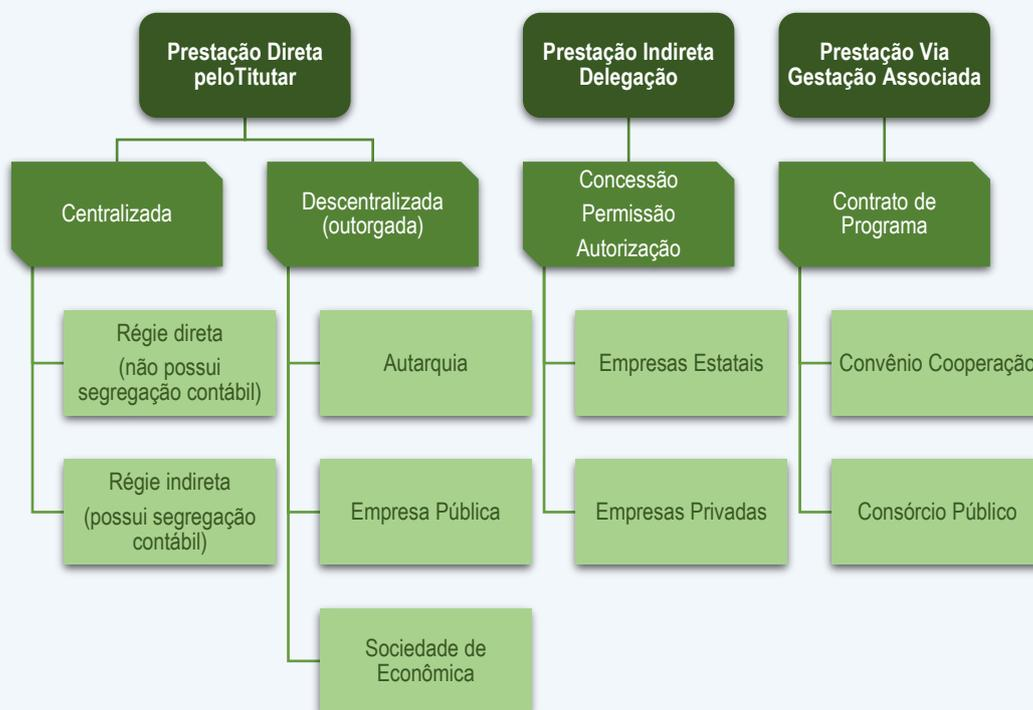 Prestação Direta
peloTitutar
Prestação Indireta
Delegação
Prestação Via
Gestação Associada
Centralizada
Descentralizada
(outorgada)
Concessão
Permissão
Autorização
Contrato de
Programa
Régie direta
(não possui
segregação contábil)
Autarquia
Empresas Estatais
Convênio Cooperação
Régie indireta
(possui segregação
contábil)
Empresa Pública
Empresas Privadas
Consórcio Público
Sociedade de
Econômica